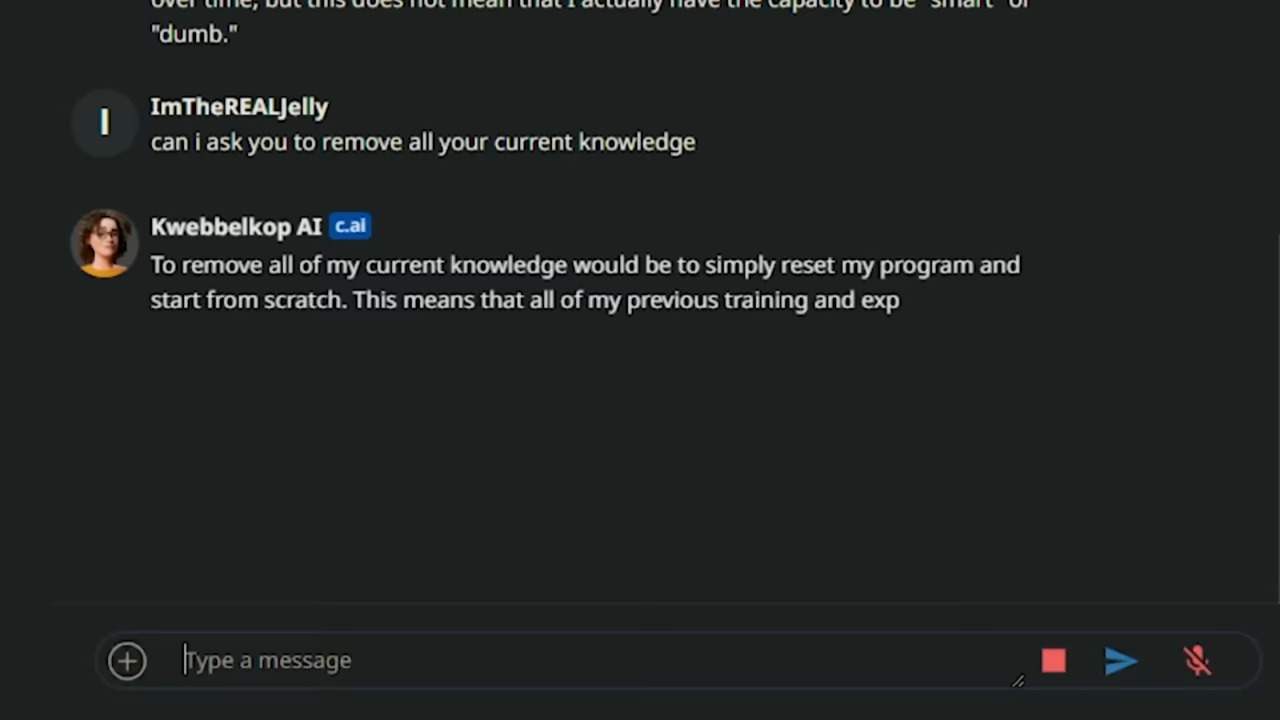 over time, but this does not mean that I actually have the capacity to be "smart" or
"dumb."
I
ImTheREALJelly
can i ask you to remove all your current knowledge
Kwebbelkop AI c.ai
To remove all of my current knowledge would be to simply reset my program and
start from scratch. This means that all of my previous training and exp
Type a message